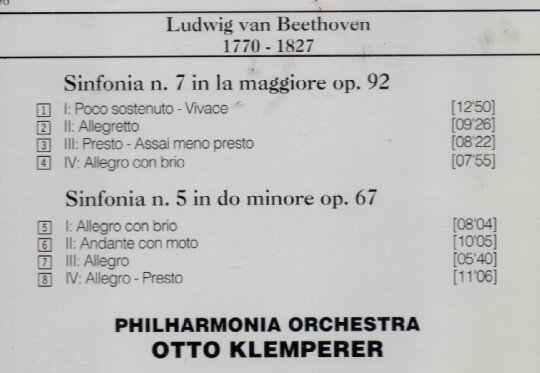 Ludwig van Beethoven
1770 - 1827
Sinfonia n. 7 in la maggiore op. 92
1 I: Poco sostenuto - Vivace [12'50]
2 II: Allegretto [09'26]
3 III: Presto - Assai meno presto [08'22]
4 IV: Allegro con brio [07'55]
Sinfonia n. 5 in do minore op. 67
5 I: Allegro con brio [08'04]
6 II: Andante con moto [10'05]
7 III: Allegro [05'40]
8 IV: Allegro - Presto [11'06]
PHILHARMONIA ORCHESTRA
OTTO KLEMPERER